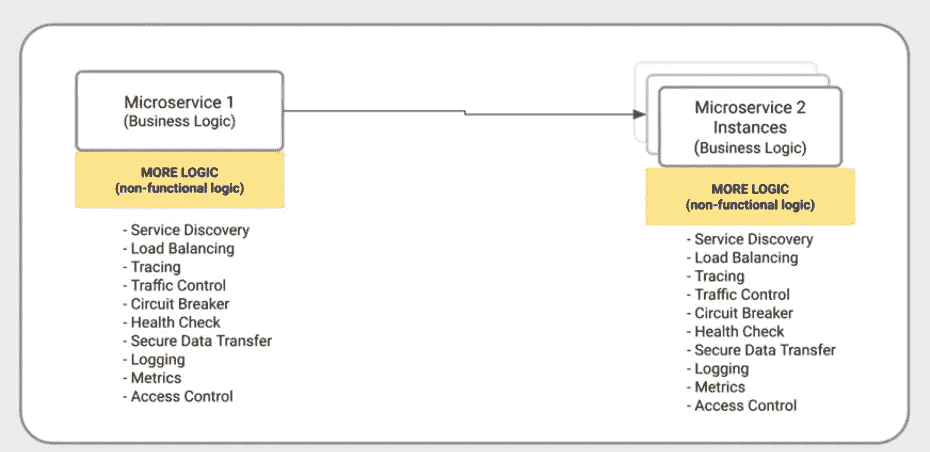 Microservice 1
(Business Logic)
MORE LOGIC
(non-functional logic)
- Service Discovery
- Load Balancing
- Tracing
- Traffic Control
- Circuit Breaker
- Health Check
- Secure Data Transfer
- Logging
- Metrics
- Access Control
Microservice 2
Instances
(Business Logic)
MORE LOGIC
(non-functional logic)
- Service Discovery
- Load Balancing
- Tracing
- Traffic Control
- Circuit Breaker
- Health Check
- Secure Data Transfer
- Logging
- Metrics
- Access Control